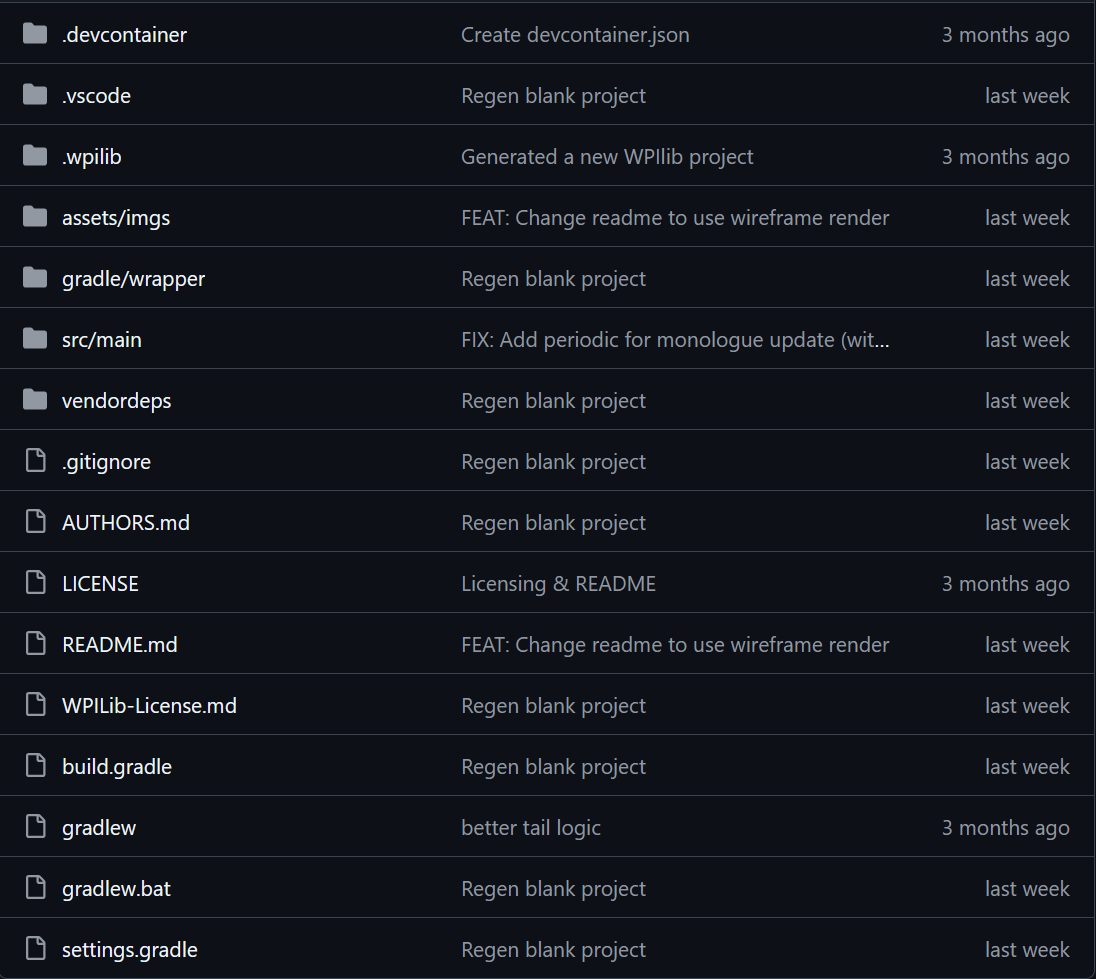 .devcontainer Create devcontainer.json 3 months ago
.vscode Regen blank project last week
.wpilib Generated a new WPIlib project 3 months ago
assets/imgs FEAT: Change readme to use wireframe render last week
gradle/wrapper Regen blank project last week
src/main FIX: Add periodic for monologue update (wit... last week
vendordeps Regen blank project last week
.gitignore Regen blank project last week
AUTHORS.md Regen blank project last week
LICENSE Licensing & README 3 months ago
README.md FEAT: Change readme to use wireframe render last week
WPILib-License.md Regen blank project last week
build.gradle Regen blank project last week
gradlew better tail logic 3 months ago
gradlew.bat Regen blank project last week
settings.gradle Regen blank project last week